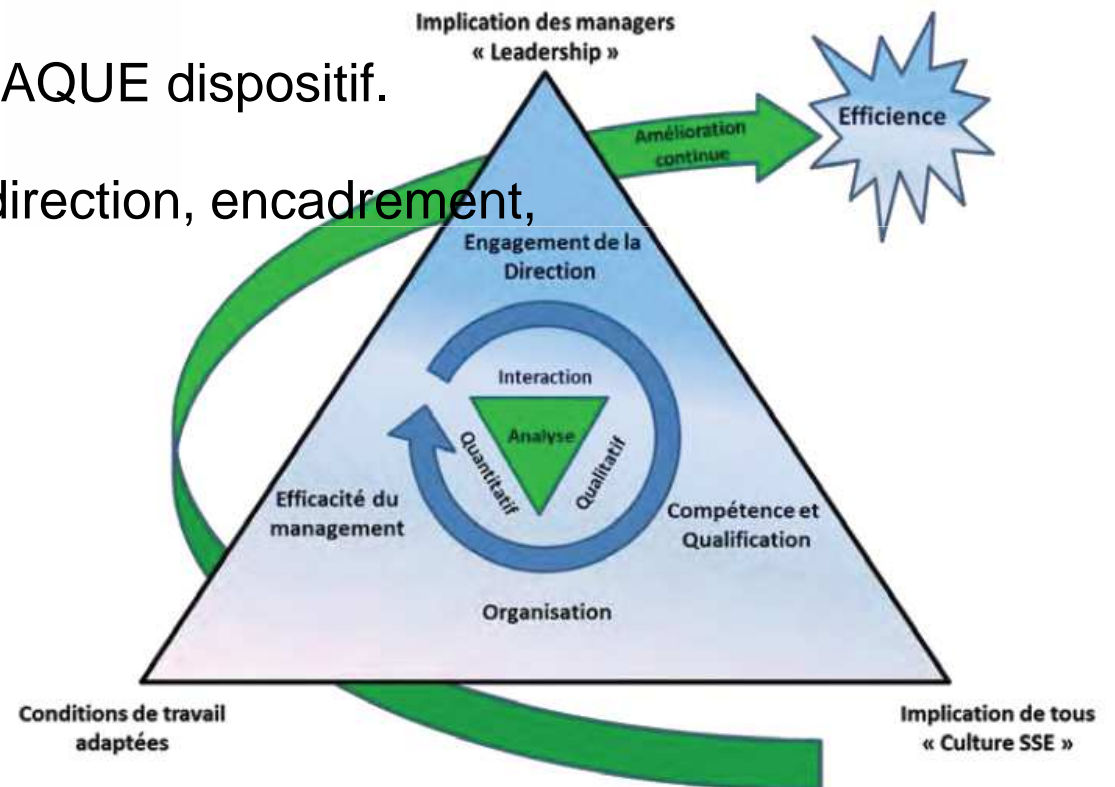 Implication des managers
« Leadership »
AQUE dispositif.
Efficience
Amélioration
continue
direction, encadrement,
Engagement de la
Direction
Interaction
Analyse
Quantitatif
Qualitatif
Efficacité du
management
Compétence et
Qualification
Organisation
Conditions de travail
adaptées
Implication de tous
« Culture SSE »